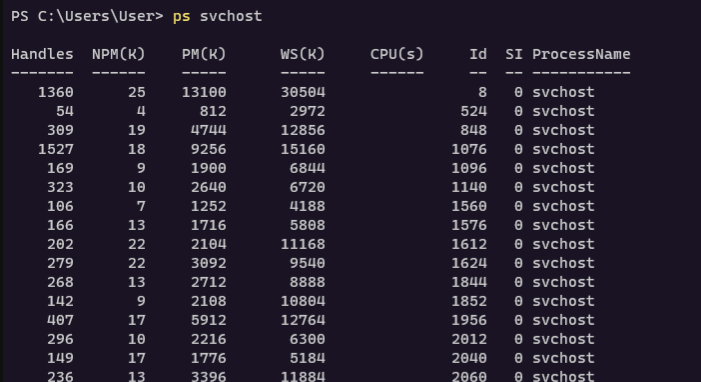 PS C:\Users\User> ps svchost
Handles NPM(K) PM(K) WS(K) CPU(s) Id SI ProcessName
------- ------ ----- ----- ------ -- -- -----------
1360 25 13100 30504 8 0 svchost
54 4 812 2972 524 0 svchost
309 19 4744 12856 848 0 svchost
1527 18 9256 15160 1076 0 svchost
169 9 1900 6844 1096 0 svchost
323 10 2640 6720 1140 0 svchost
106 7 1252 4188 1560 0 svchost
166 13 1716 5808 1576 0 svchost
202 22 2104 11168 1612 0 svchost
279 22 3092 9540 1624 0 svchost
268 13 2712 8888 1844 0 svchost
142 9 2108 10804 1852 0 svchost
407 17 5912 12764 1956 0 svchost
296 10 2216 6300 2012 0 svchost
149 17 1776 5184 2040 0 svchost
236 13 3396 11884 2060 0 svchost